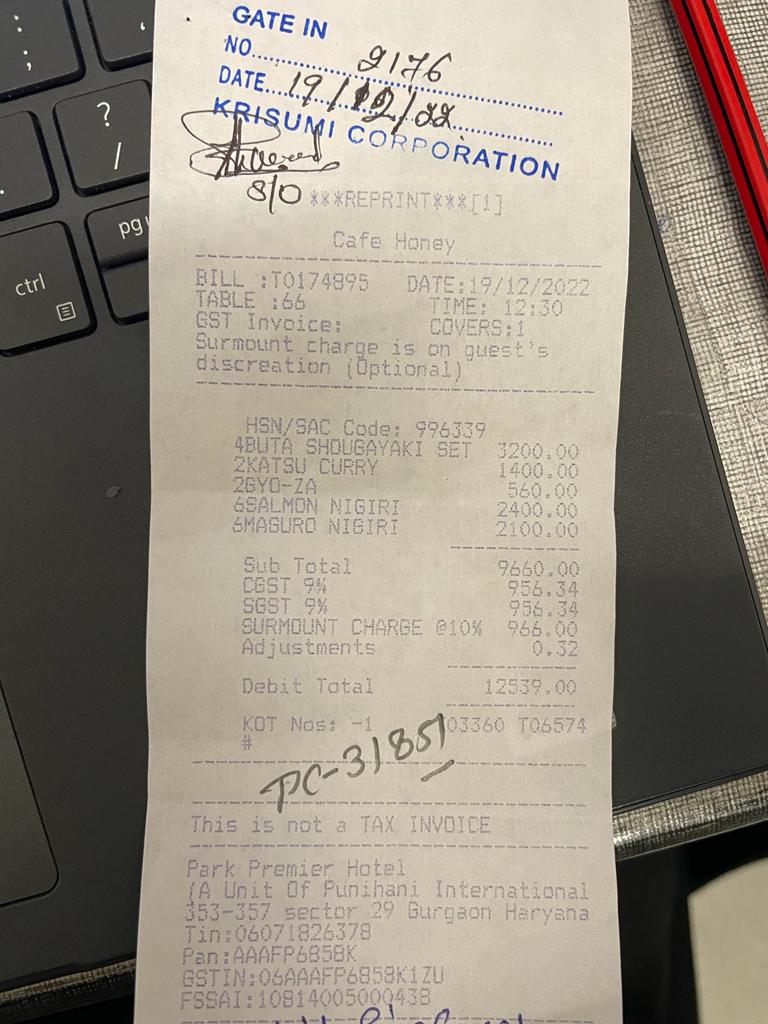 GATE IN
NO. 2176
DATE 19/12/22
KRISUMI CORPORATION
S/O ***REPRINT***[1]
Cafe Honey
BILL :T0174895 DATE:19/12/2022
TABLE :66 TIME: 12:30
GST Invoice: COVERS:1
Surmount charge is on guest's
discreation (Optional)
HSN/SAC Code: 996339
4BUTA SHOUGAYAKI SET 3200.00
2KATSU CURRY 1400.00
2GYO-ZA 560.00
6SALMON NIGIRI 2400.00
6MAGURO NIGIRI 2100.00
Sub Total 9660.00
CGST 9% 956.34
SGST 9% 956.34
SURMOUNT CHARGE @10% 966.00
Adjustments 0.32
Debit Total 12539.00
KOT Nos: -1 03360 T06574
#
PC-31851
This is not a TAX INVOICE
Park Premier Hotel
(A Unit Of Punihani International
353-357 sector 29 Gurgaon Haryana
Tin:06071826378
Pan:AAAFP6858K
GSTIN:06AAAFP6858K1ZU
FSSAI:10814005000438
?
/
.
;
:
pg
ctrl